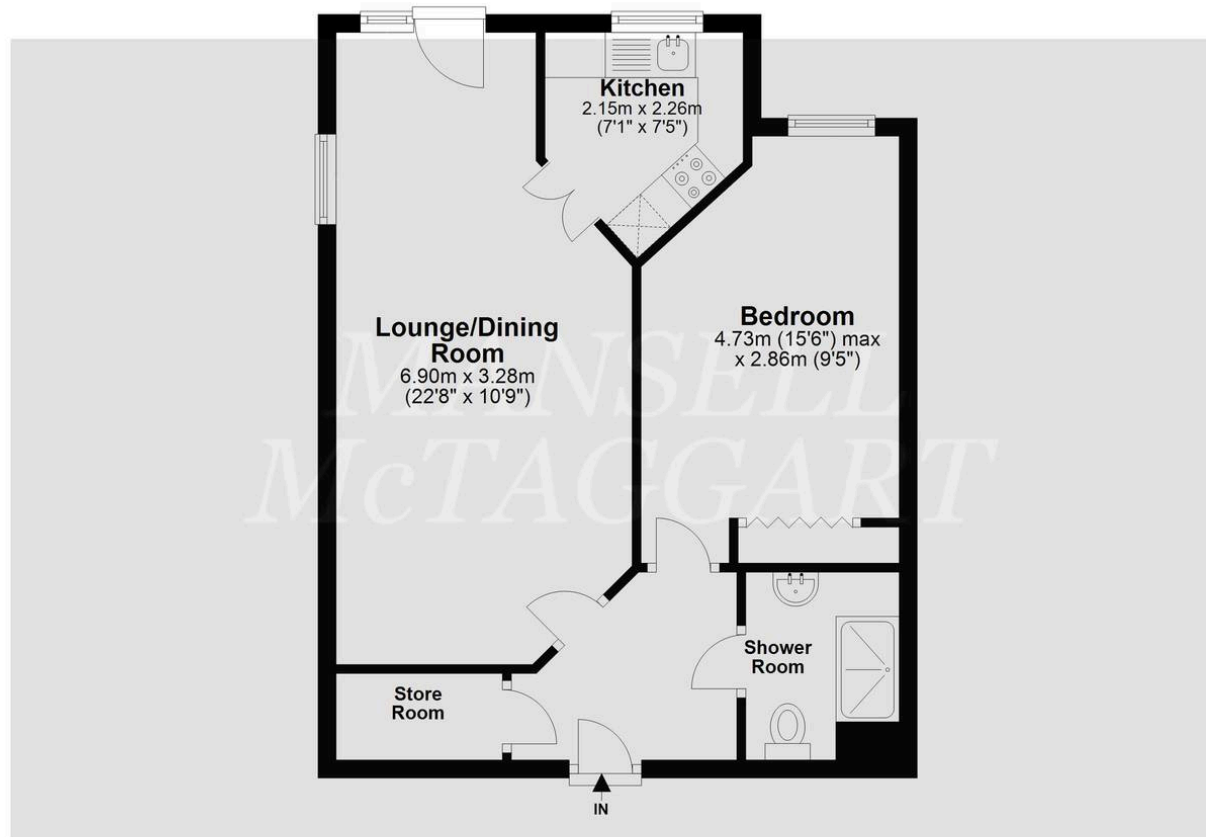 Kitchen
2.15m x 2.26m
(7'1" x 7'5")
Lounge/Dining
Room
6.90m x 3.28m
(22'8" x 10'9")
Bedroom
4.73m (15'6") max
x 2.86m (9'5")
MANSELL
McTAGGART
Shower
Room
Store
Room
IN